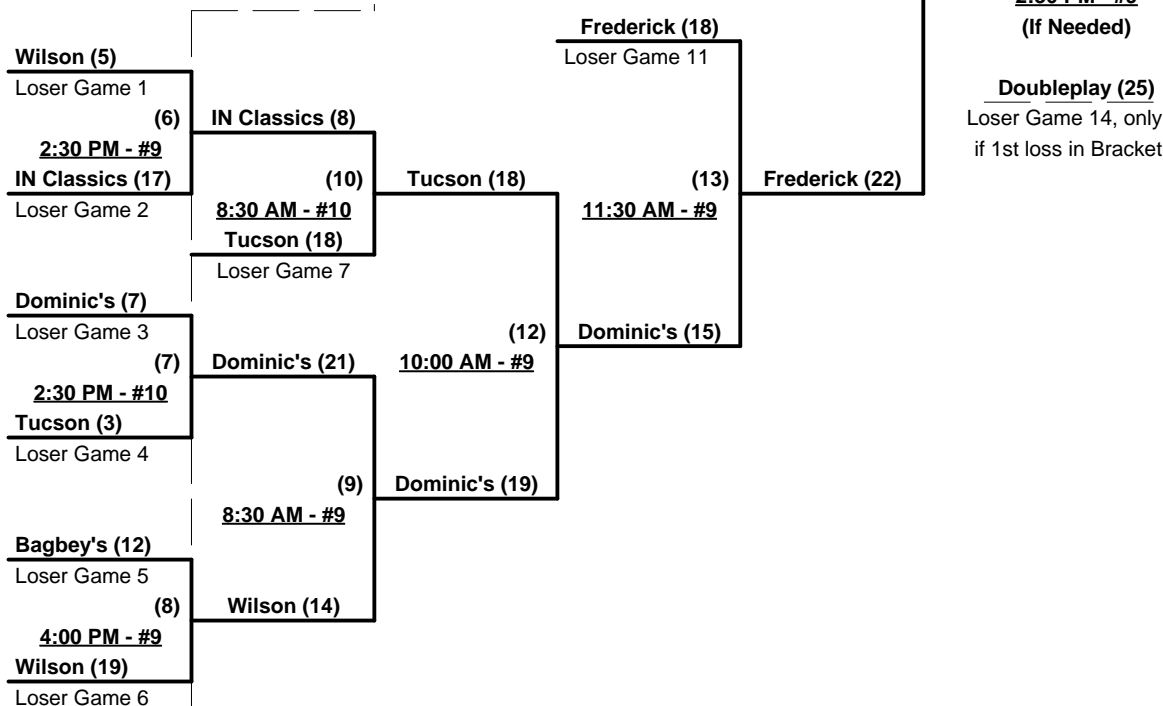 (If Needed)
Frederick (18)
Loser Game 11
Wilson (5)
Loser Game 1
Doubleplay (25)
Loser Game 14, only
if 1st loss in Bracket
(6)
IN Classics (8)
2:30 PM - #9
IN Classics (17)
Loser Game 2
(10)
Tucson (18)
(13)
Frederick (22)
8:30 AM - #10
11:30 AM - #9
Tucson (18)
Loser Game 7
Dominic's (7)
Loser Game 3
(12)
Dominic's (15)
(7)
Dominic's (21)
10:00 AM - #9
2:30 PM - #10
Tucson (3)
Loser Game 4
(9)
Dominic's (19)
8:30 AM - #9
Bagbey's (12)
Loser Game 5
(8)
Wilson (14)
4:00 PM - #9
Wilson (19)
Loser Game 6